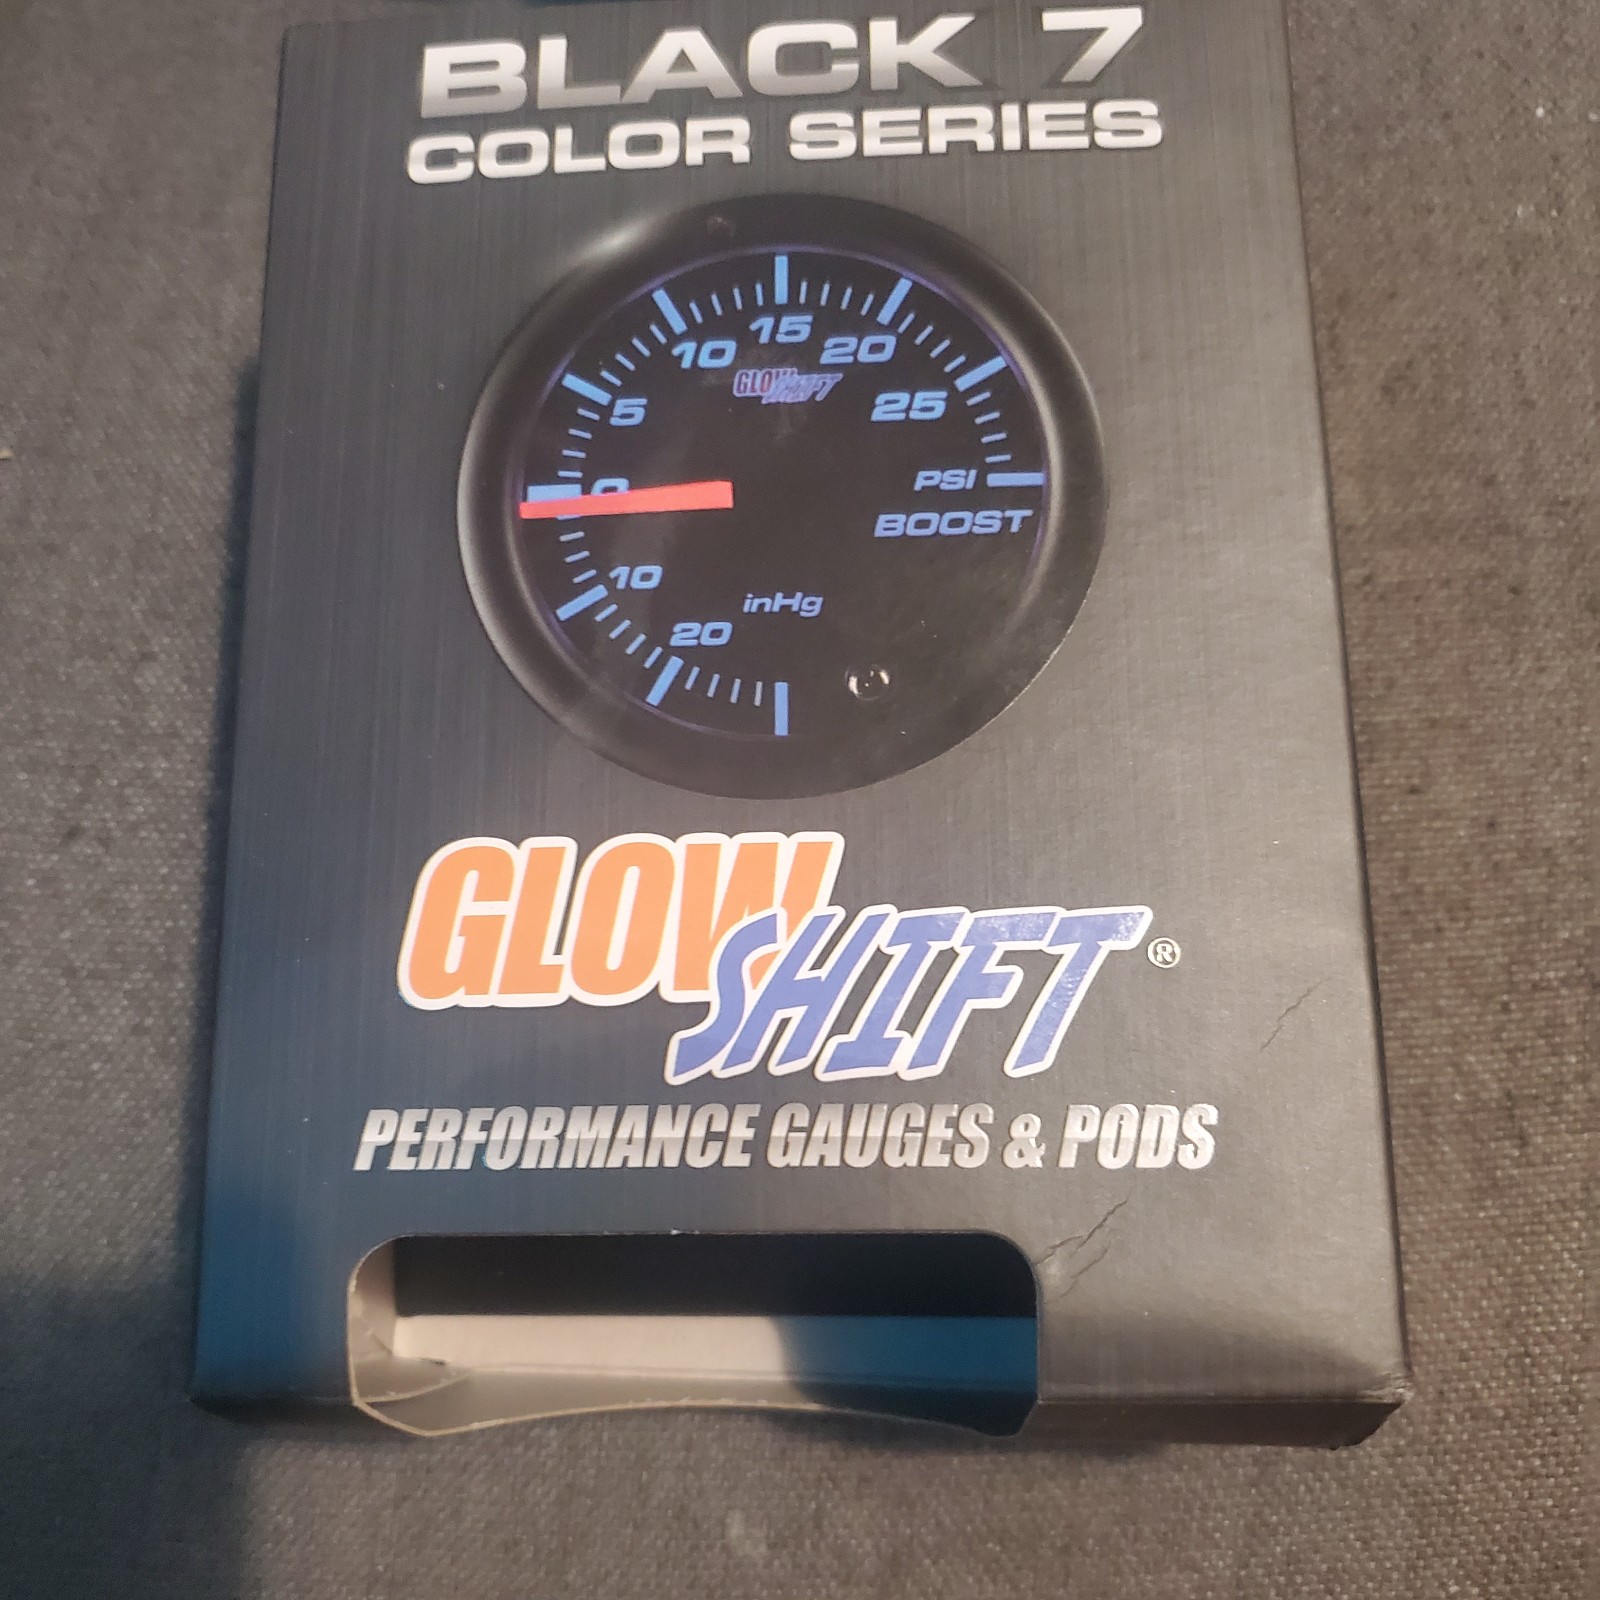 BLACK 7
COLOR SERIES
15
10
20
GLOWSHIFT
5
25
0
PSI
BOOST
10
inHg
20
GLOWSHIFT®
PERFORMANCE GAUGES & PODS